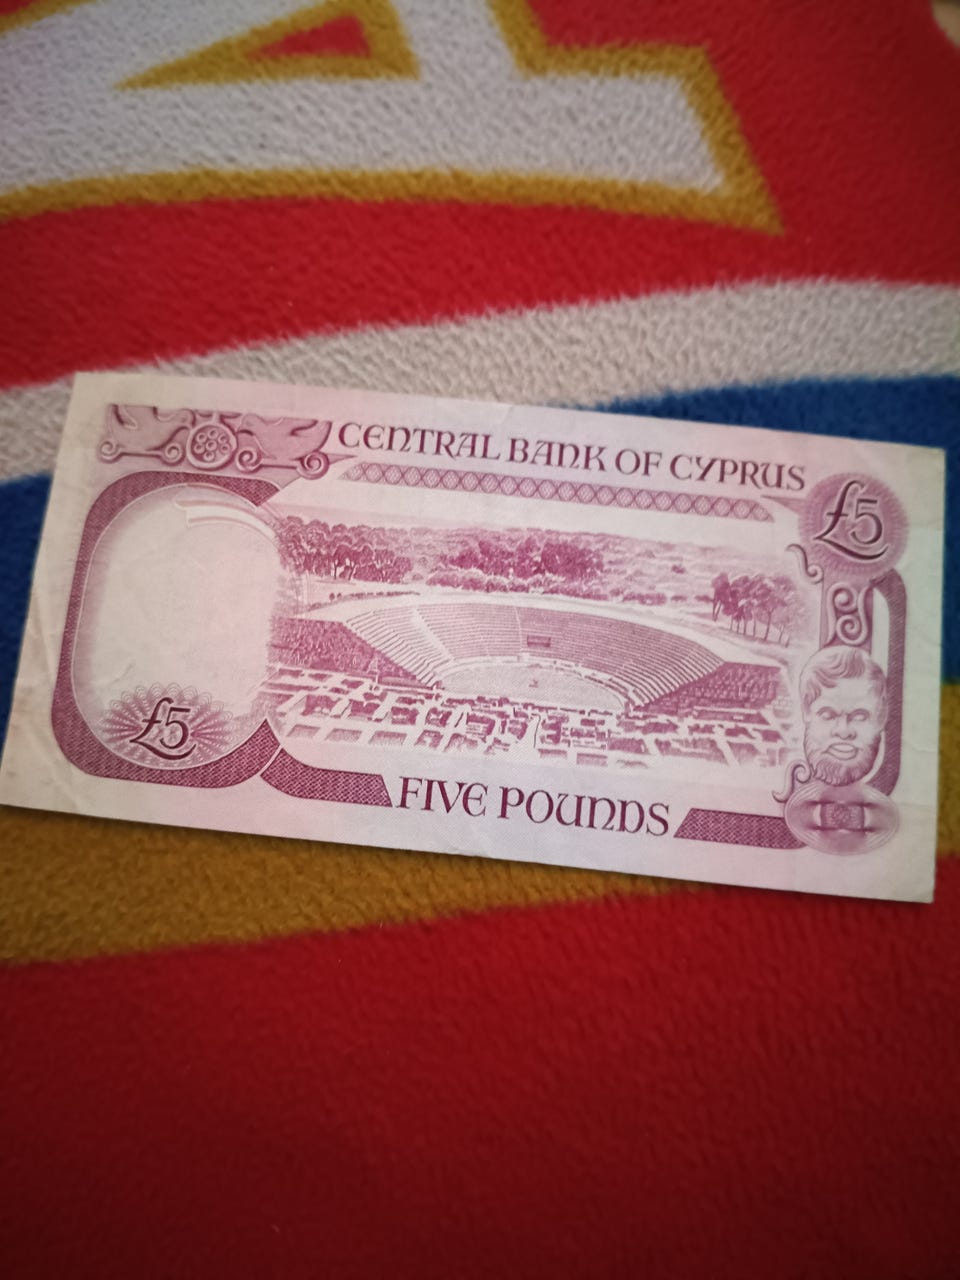 CENTRAL BANK OF CYPRUS
£5
£5
FIVE POUNDS